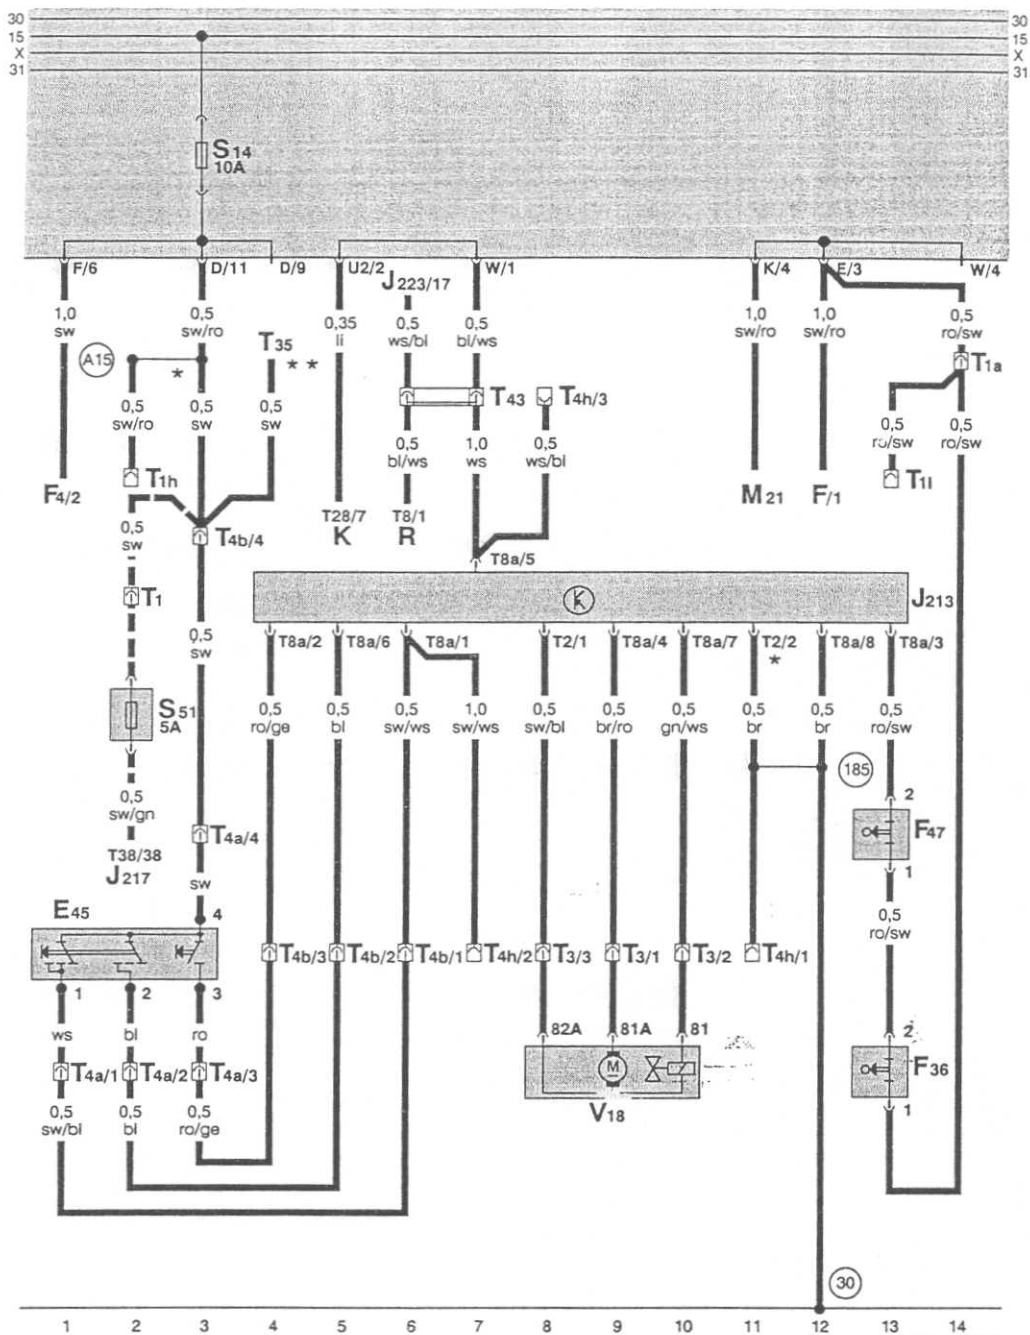 30 30
15 15
X X
31 31
S14
10A
F/6 D/11 D/9 U2/2 W/1 K/4 E/3 W/4
J223/17
1,0 0,5 0,35 0,5 0,5 1,0 1,0 0,5
sw sw/ro li ws/bl bl/ws sw/ro sw/ro ro/sw
T35
A15 * * * T1a
T43 T4h/3
0,5 0,5 0,5
sw/ro sw sw
0,5 0,5
ro/sw ro/sw
0,5 1,0 0,5
bl/ws ws ws/bl
T1h T1l
F4/2 M21 F/1
T28/7 T8/1
K R
0,5
sw
T4b/4
T8a/5
T1 J213
K
T8a/2 T8a/6 T8a/1 T2/1 T8a/4 T8a/7 T2/2 T8a/8 T8a/3
0,5
sw
*
S51
5A
0,5 0,5 0,5 1,0 0,5 0,5 0,5 0,5 0,5 0,5
ro/ge bl sw/ws sw/ws sw/bl br/ro gn/ws br br ro/sw
185
0,5
sw/gn
2
F47
1
T4a/4
T38/38
J217
sw
E45 4
0,5
ro/sw
T4b/3 T4b/2 T4b/1 T4h/2 T3/3 T3/1 T3/2 T4h/1
1 2 3
ws bl ro
82A 81A 81 2
T4a/1 T4a/2 T4a/3
M
F36
1
V18
0,5 0,5 0,5
sw/bl bl ro/ge
30
1 2 3 4 5 6 7 8 9 10 11 12 13 14